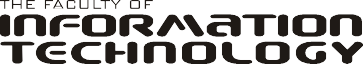 THE FACULTY OF
INFORMATION
TECHNOLOGY